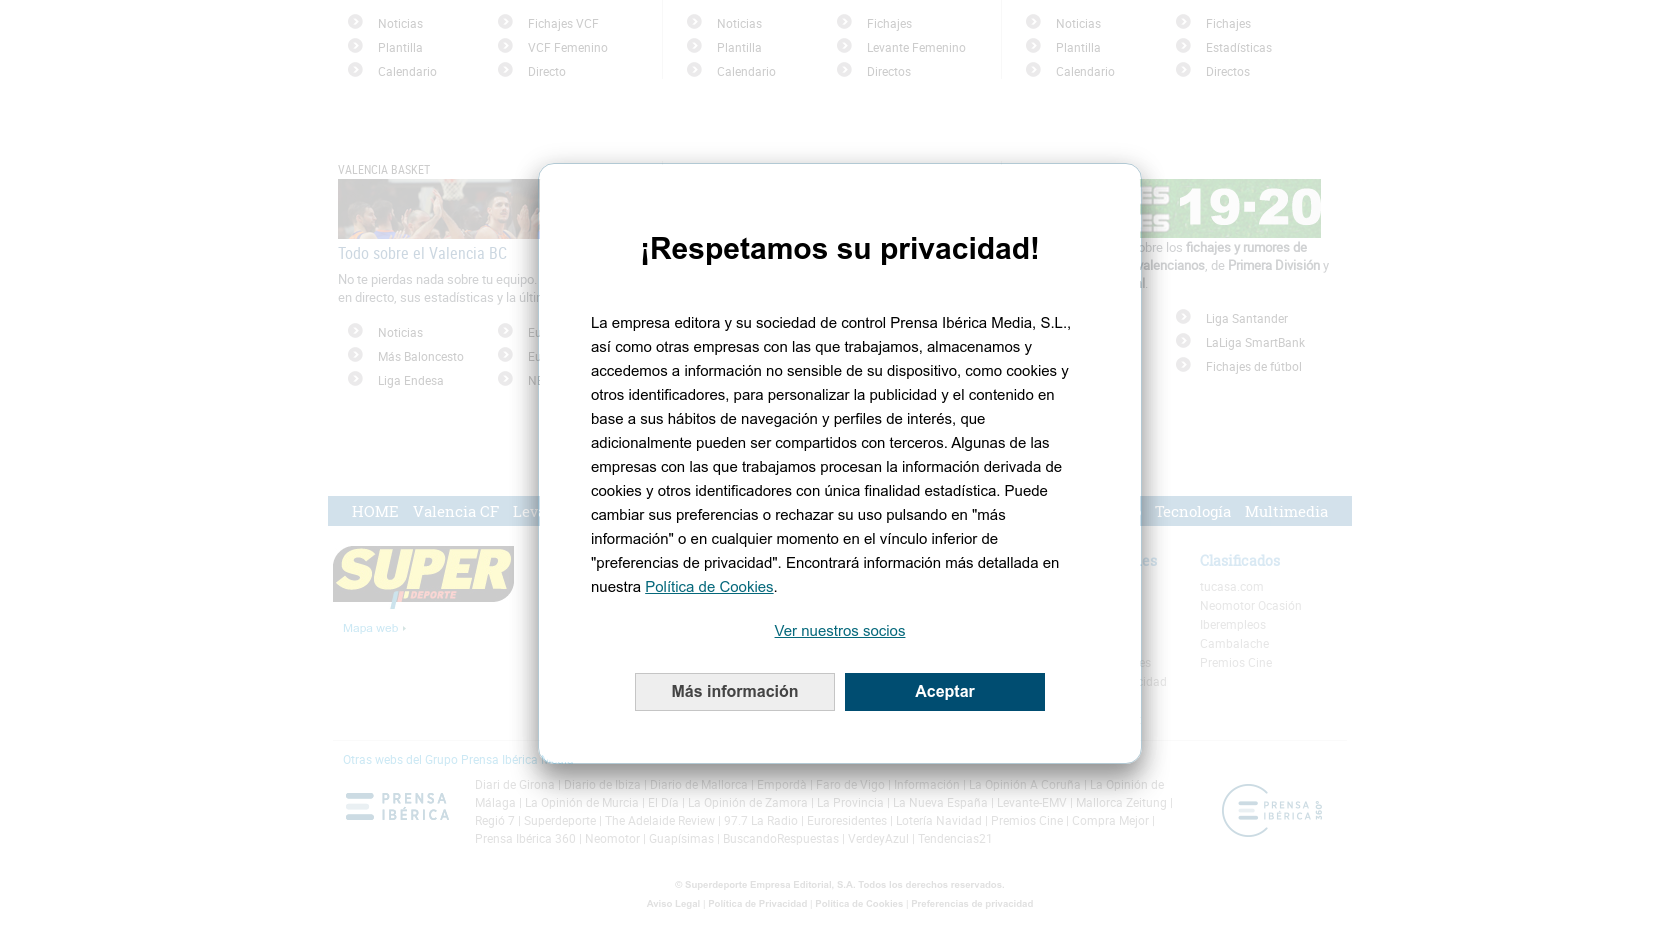 Noticias
Plantilla
Calendario
Fichajes VCF
VCF Femenino
Directo
Noticias
Plantilla
Calendario
Fichajes
Levante Femenino
Directos
Noticias
Plantilla
Calendario
Fichajes
Estadísticas
Directos
VALENCIA BASKET
Todo sobre el Valencia BC
No te pierdas nada sobre tu equipo.
en directo, sus estadísticas y la
Noticias
Más Baloncesto
Liga Endesa
19·20
los fichajes y rumores de
valencianos, de Primera División y
Liga Santander
LaLiga SmartBank
Fichajes de fútbol
¡Respetamos su privacidad!
La empresa editora y su sociedad de control Prensa Ibérica Media, S.L.,
así como otras empresas con las que trabajamos, almacenamos y
accedemos a información no sensible de su dispositivo, como cookies y
otros identificadores, para personalizar la publicidad y el contenido en
base a sus hábitos de navegación y perfiles de interés, que
adicionalmente pueden ser compartidos con terceros. Algunas de las
empresas con las que trabajamos procesan la información derivada de
cookies y otros identificadores con única finalidad estadística. Puede
cambiar sus preferencias o rechazar su uso pulsando en "más
información" o en cualquier momento en el vínculo inferior de
"preferencias de privacidad". Encontrará información más detallada en
nuestra Política de Cookies.
Ver nuestros socios
Más información
Aceptar
HOME Valencia CF
Tecnología Multimedia
SUPER
DEPORTE
Mapa web
Clasificados
tucasa.com
Neomotor Ocasión
Iberempleos
Cambalache
Premios Cine
Otras webs del Grupo Prensa Ibérica
PRENSA
IBÉRICA
Diari de Girona | Diario de Ibiza | Diario de Mallorca | Empordà | Faro de Vigo | Información | La Opinión A Coruña | La Opinión de
Málaga | La Opinión de Murcia | El Día | La Opinión de Zamora | La Provincia | La Nueva España | Levante-EMV | Mallorca Zeitung |
Regió 7 | Superdeporte | The Adelaide Review | 97.7 La Radio | Euroresidentes | Lotería Navidad | Premios Cine | Compra Mejor |
Prensa Ibérica 360 | Neomotor | Guapísimas | BuscandoRespuestas | VerdeyAzul | Tendencias21
PRENSA
IBÉRICA
360
© Superdeporte Empresa Editorial, S.A. Todos los derechos reservados.
Aviso Legal | Política de Privacidad | Política de Cookies | Preferencias de privacidad